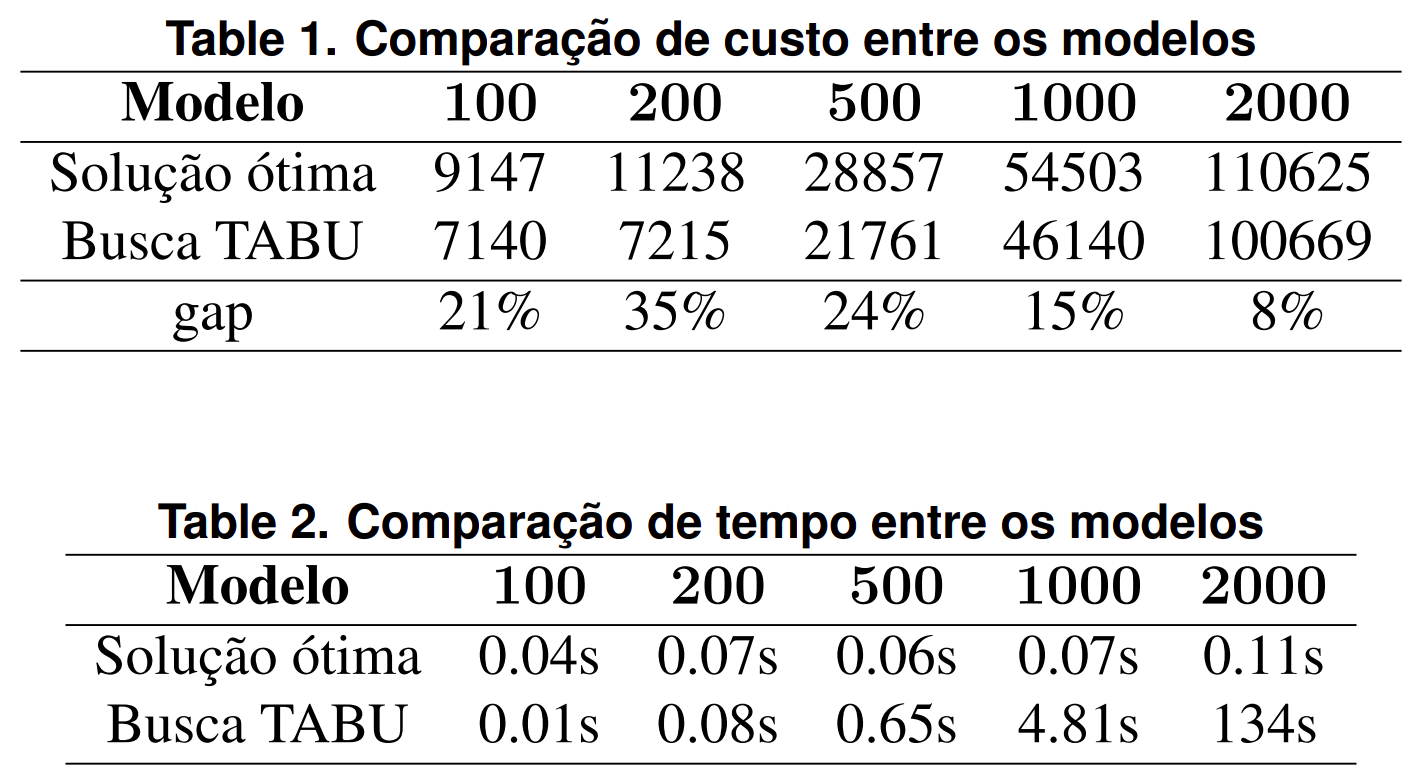 Table 1. Comparação de custo entre os modelos
Modelo 100 200 500 1000 2000
Solução ótima 9147 11238 28857 54503 110625
Busca TABU 7140 7215 21761 46140 100669
gap 21% 35% 24% 15% 8%
Table 2. Comparação de tempo entre os modelos
Modelo 100 200 500 1000 2000
Solução ótima 0.04s 0.07s 0.06s 0.07s 0.11s
Busca TABU 0.01s 0.08s 0.65s 4.81s 134s